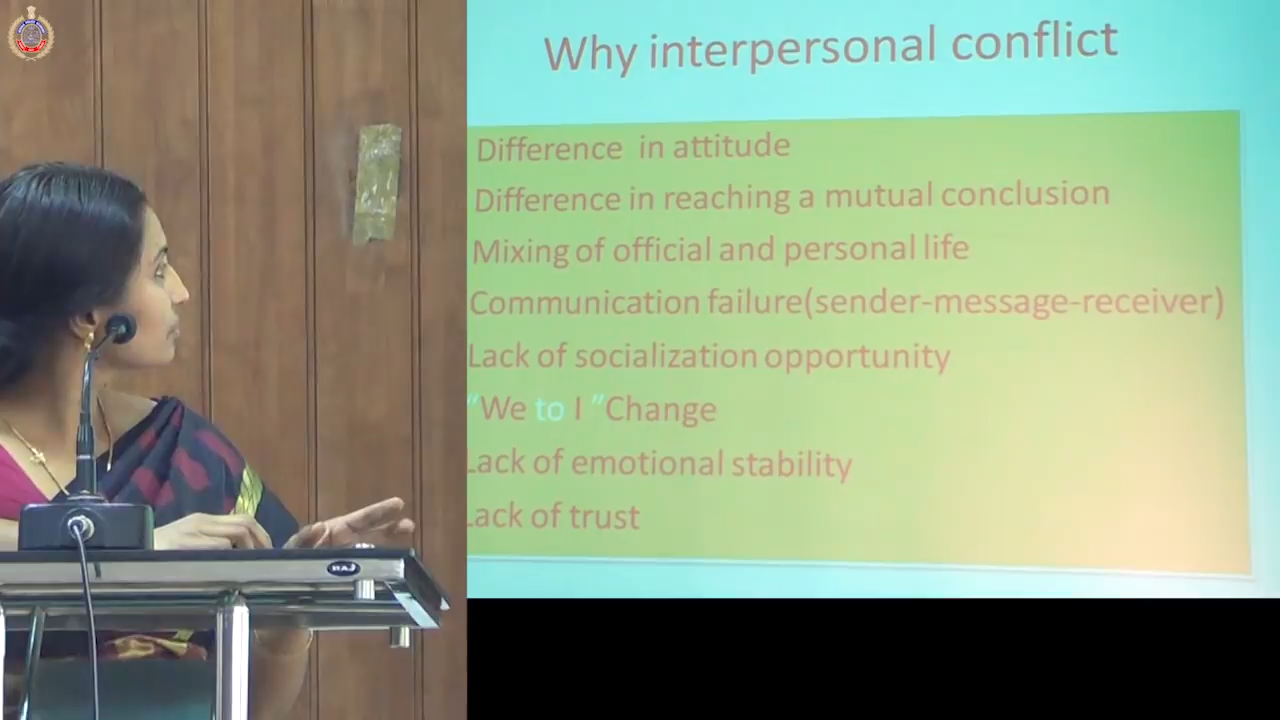 Why interpersonal conflict
Difference in attitude
Difference in reaching a mutual conclusion
Mixing of official and personal life
Communication failure(sender-message-receiver)
Lack of socialization opportunity
"We to I "Change
Lack of emotional stability
Lack of trust
RAJ